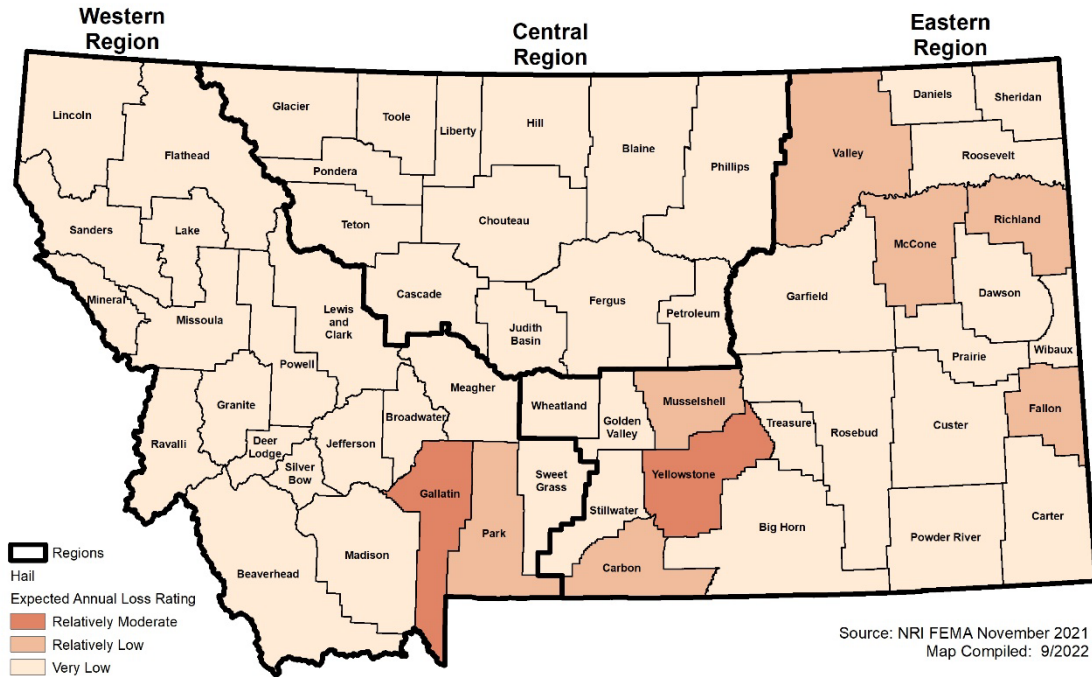 Western
Region
Central
Region
Eastern
Region
Lincoln
Flathead
Glacier
Toole
Liberty
Hill
Blaine
Phillips
Valley
Daniels
Sheridan
Roosevelt
Pondera
Teton
Chouteau
Richland
McCone
Sanders
Lake
Cascade
Fergus
Petroleum
Garfield
Dawson
Mineral
Missoula
Lewis
and
Clark
Judith
Basin
Prairie
Wibaux
Powell
Meagher
Granite
Broadwater
Wheatland
Golden
Valley
Musselshell
Treasure
Rosebud
Custer
Fallon
Ravalli
Deer
Lodge
Jefferson
Silver
Bow
Gallatin
Park
Sweet
Grass
Stillwater
Yellowstone
Big Horn
Powder River
Carter
Beaverhead
Madison
Carbon
Regions
Hail
Expected Annual Loss Rating
Relatively Moderate
Relatively Low
Very Low
Source: NRI FEMA November 2021
Map Compiled: 9/2022